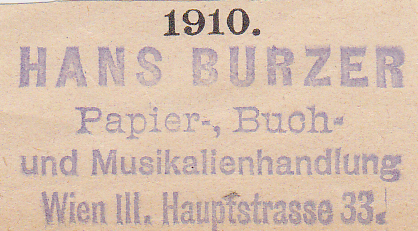 1910.
HANS BURZER
Papier-, Buch-
und Musikalienhandlung
Wien III. Hauptstrasse 33.